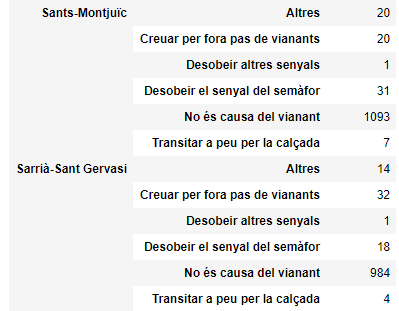 Sants-Montjuïc Altres 20
Creuar per fora pas de vianants 20
Desobeir altres senyals 1
Desobeir el senyal del semàfor 31
No és causa del vianant 1093
Transitar a peu per la calçada 7
Sarrià-Sant Gervasi Altres 14
Creuar per fora pas de vianants 32
Desobeir altres senyals 1
Desobeir el senyal del semàfor 18
No és causa del vianant 984
Transitar a peu per la calçada 4